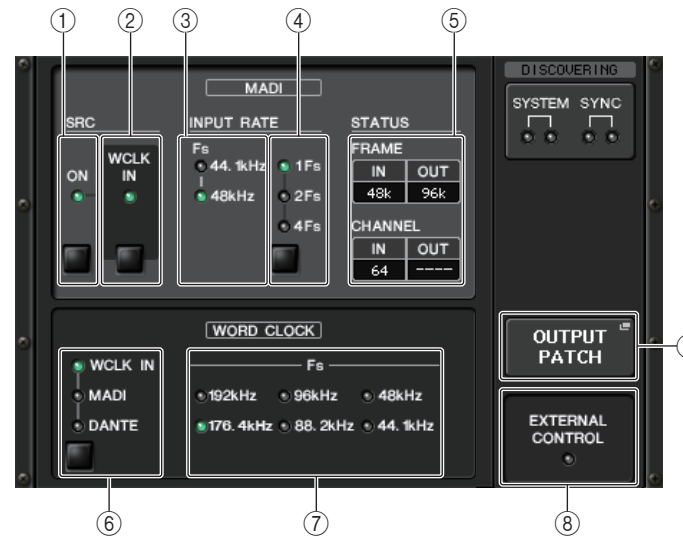 ① ② ③ ④ ⑤
DISCOVERING
MADI
SYSTEM SYNC
SRC
INPUT RATE
STATUS
ON
WCLK IN
Fs
44.1kHz
48kHz
1Fs
2Fs
4Fs
FRAME
IN OUT
48k 96k
CHANNEL
IN OUT
64 ----
WORD CLOCK
WCLK IN
MADI
DANTE
Fs
192kHz 96kHz 48kHz
176.4kHz 88.2kHz 44.1kHz
OUTPUT
PATCH
EXTERNAL
CONTROL
⑥ ⑦ ⑧